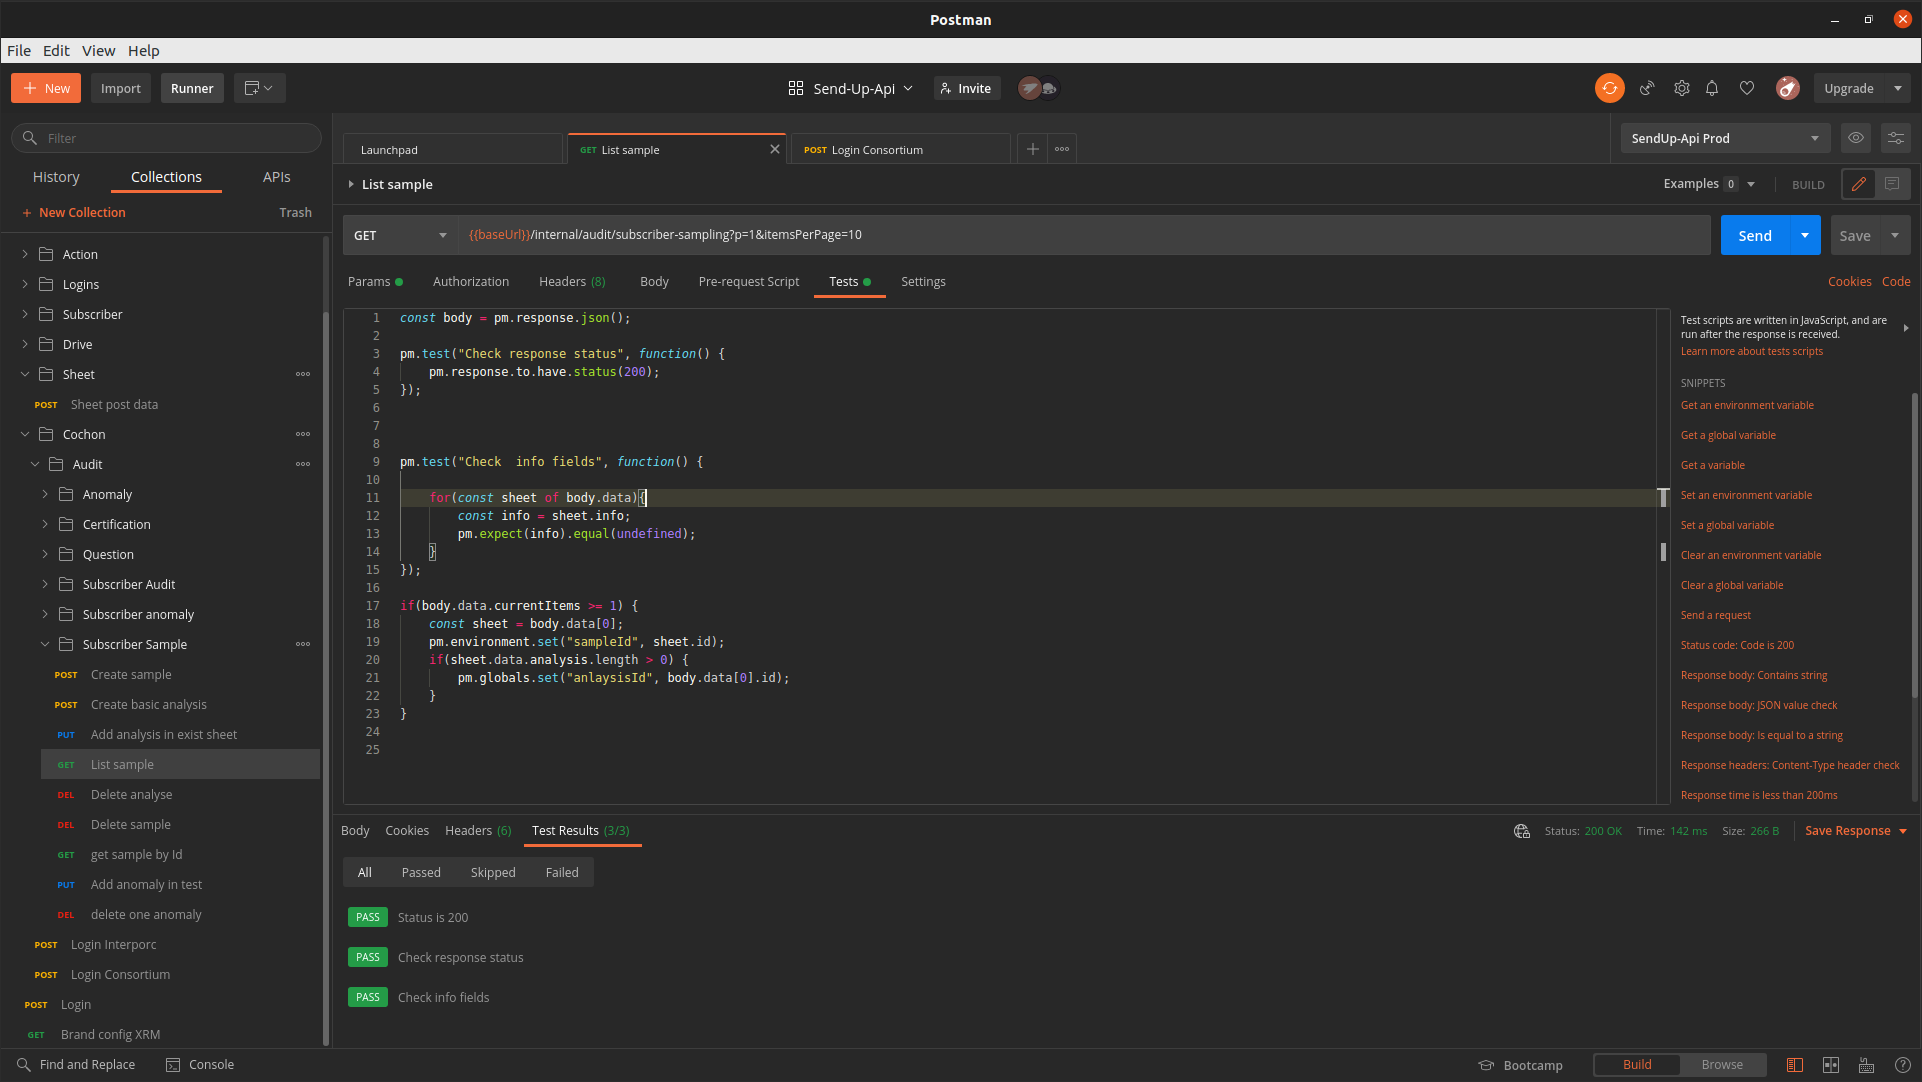 Postman
File Edit View Help
New Import Runner Send-Up-Api Invite Upgrade
Filter
History Collections APIs
New Collection Trash
Action
Logins
Subscriber
Drive
Sheet
POST Sheet post data
Cochon
Audit
Anomaly
Certification
Question
Subscriber Audit
Subscriber anomaly
Subscriber Sample
POST Create sample
POST Create basic analysis
PUT Add analysis in exist sheet
GET List sample
DEL Delete analyse
DEL Delete sample
GET get sample by Id
PUT Add anomaly in test
DEL delete one anomaly
POST Login Interporc
POST Login Consortium
POST Login
GET Brand config XRM
Launchpad GET List sample POST Login Consortium SendUp-Api Prod
List sample Examples 0 BUILD
GET {{baseUrl}}/internal/audit/subscriber-sampling?p=1&itemsPerPage=10 Send Save
Params Authorization Headers (8) Body Pre-request Script Tests Settings Cookies Code
1 const body = pm.response.json();
2
3 pm.test("Check response status", function() {
4 pm.response.to.have.status(200);
5 });
6
7
8
9 pm.test("Check  info fields", function() {
10
11 for(const sheet of body.data){
12 const info = sheet.info;
13 pm.expect(info).equal(undefined);
14 }
15 });
16
17 if(body.data.currentItems >= 1) {
18 const sheet = body.data[0];
19 pm.environment.set("sampleId", sheet.id);
20 if(sheet.data.analysis.length > 0) {
21 pm.globals.set("anlaysisId", body.data[0].id);
22 }
23 }
24
25
Test scripts are written in JavaScript, and are
run after the response is received.
Learn more about tests scripts
SNIPPETS
Get an environment variable
Get a global variable
Get a variable
Set an environment variable
Set a global variable
Clear an environment variable
Clear a global variable
Send a request
Status code: Code is 200
Response body: Contains string
Response body: JSON value check
Response body: Is equal to a string
Response headers: Content-Type header check
Response time is less than 200ms
Body Cookies Headers (6) Test Results (3/3) Status: 200 OK Time: 142 ms Size: 266 B Save Response
All Passed Skipped Failed
PASS Status is 200
PASS Check response status
PASS Check info fields
Find and Replace Console Bootcamp Build Browse